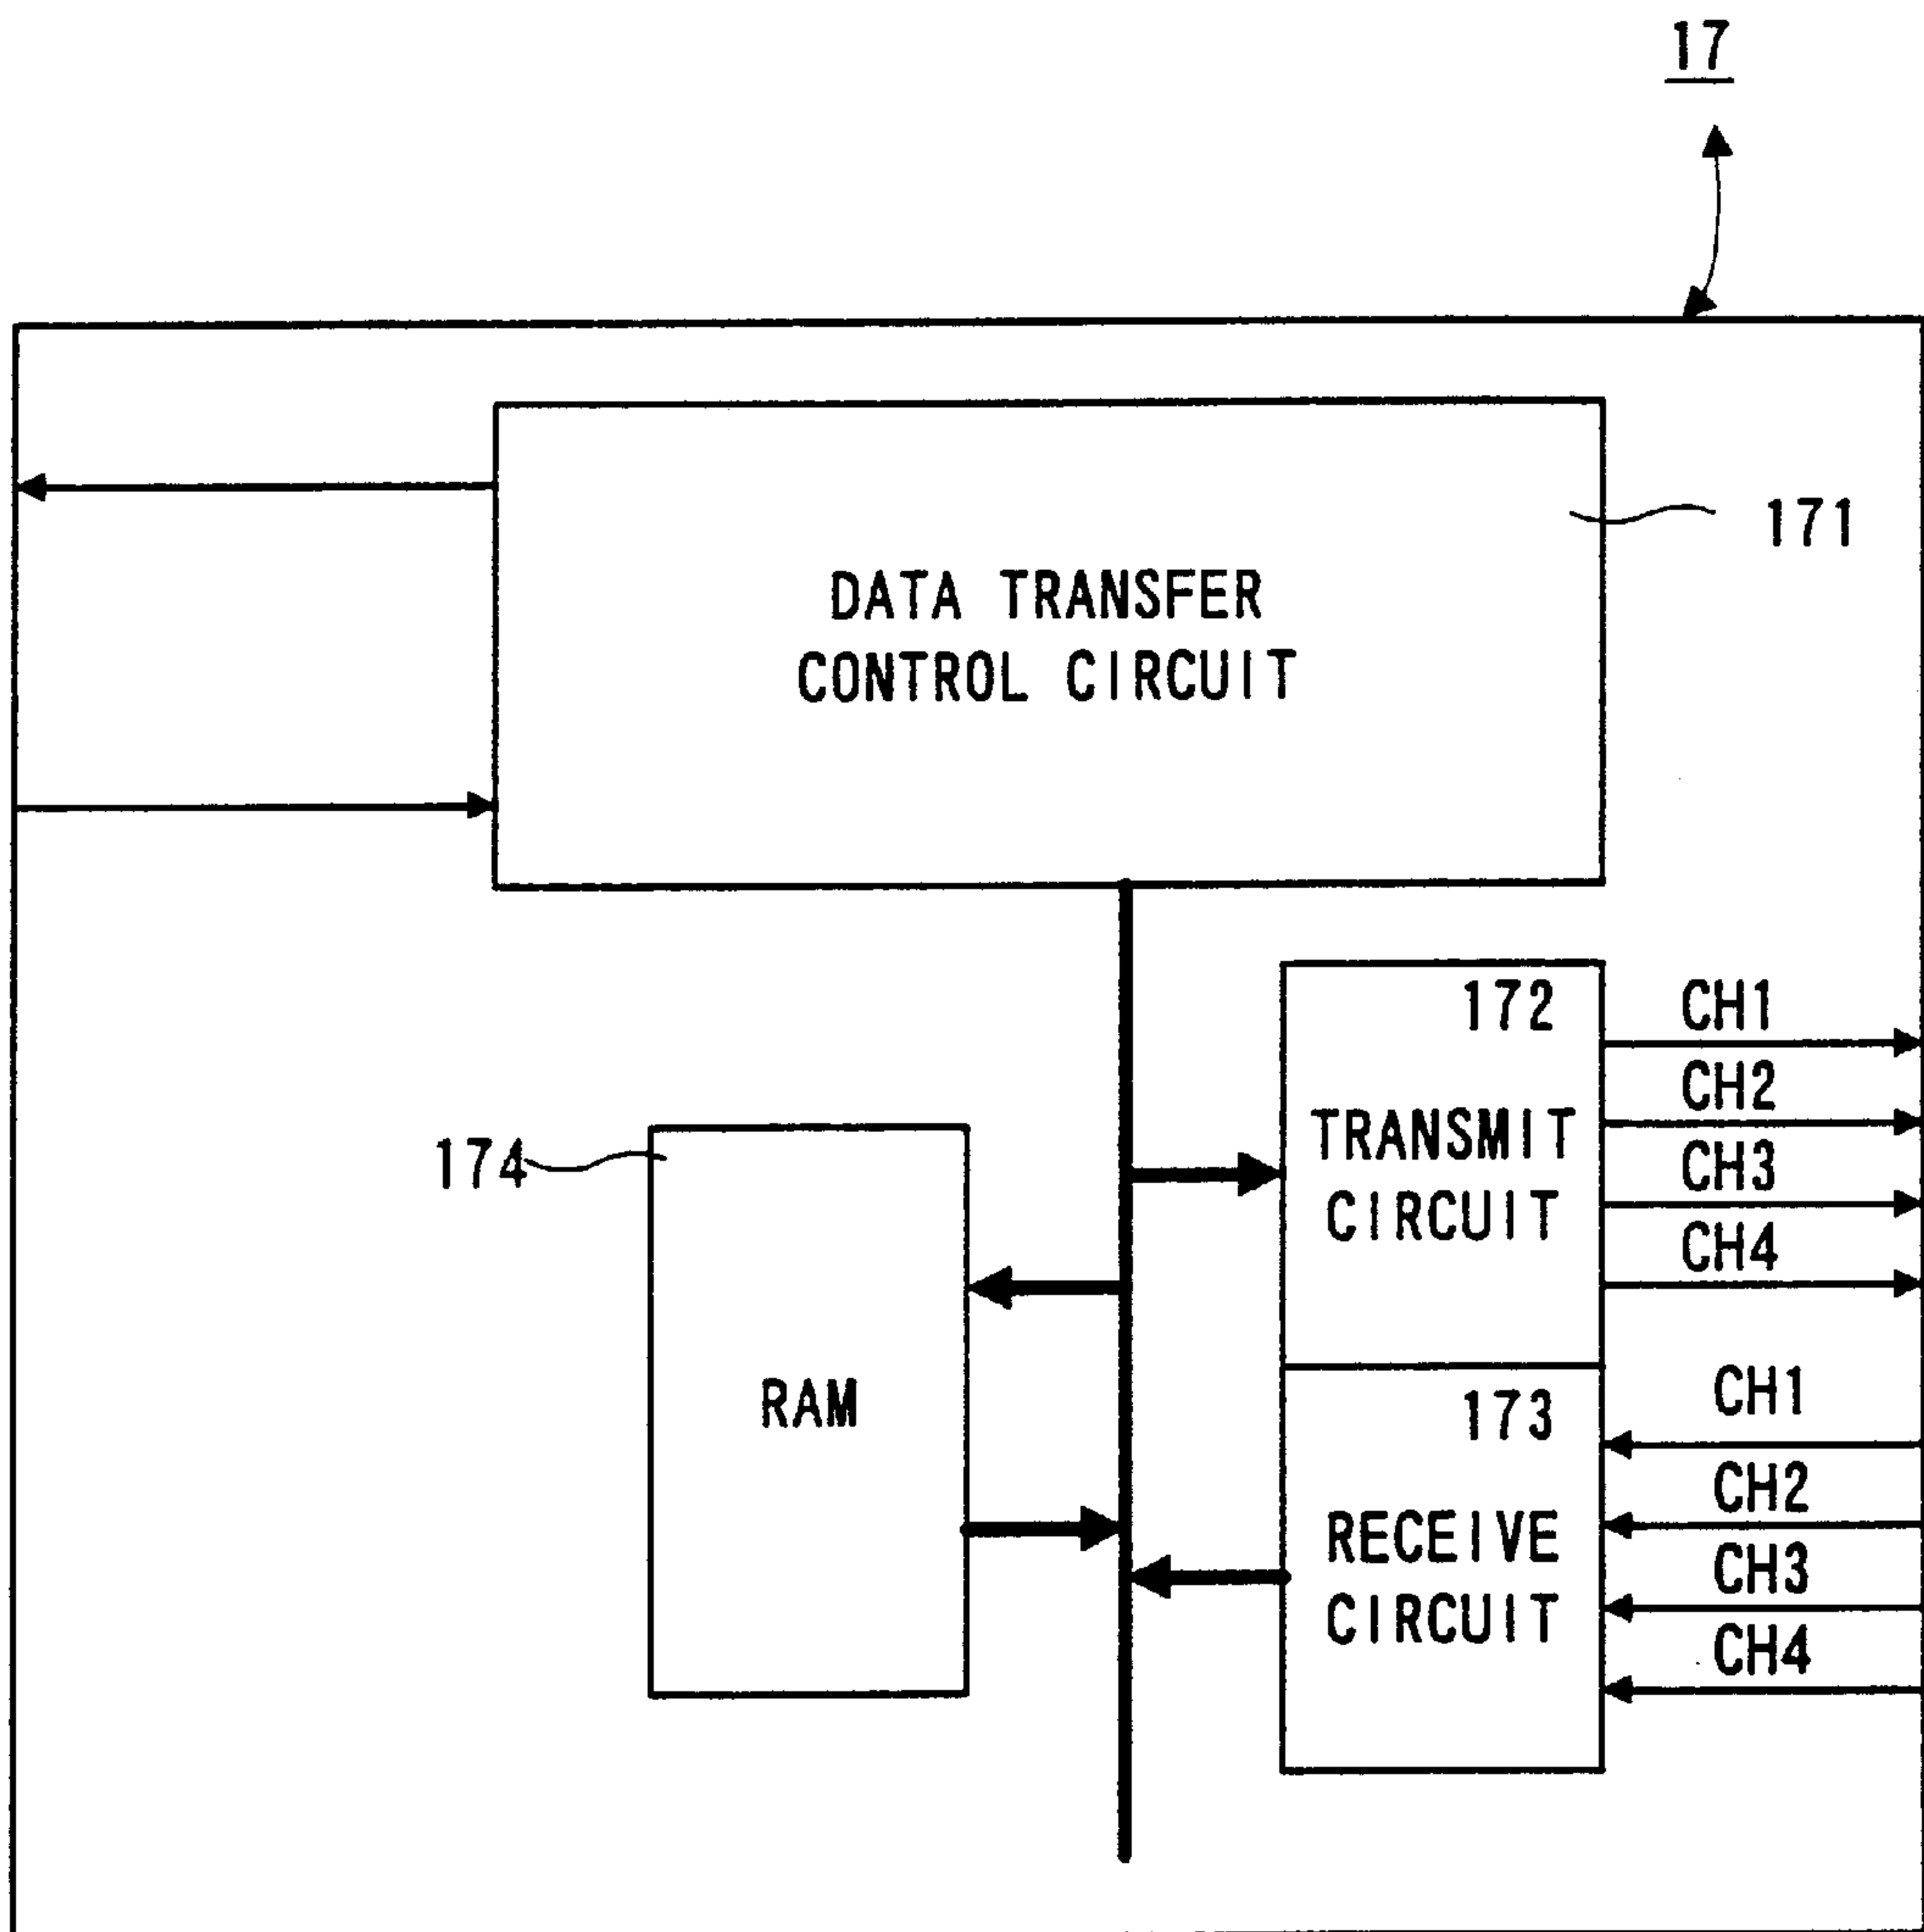 17
171
DATA TRANSFER
CONTROL CIRCUIT
172
CH1
CH2
TRANSMIT
CIRCUIT
CH3
CH4
174
RAM
173
CH1
CH2
RECEIVE
CIRCUIT
CH3
CH4